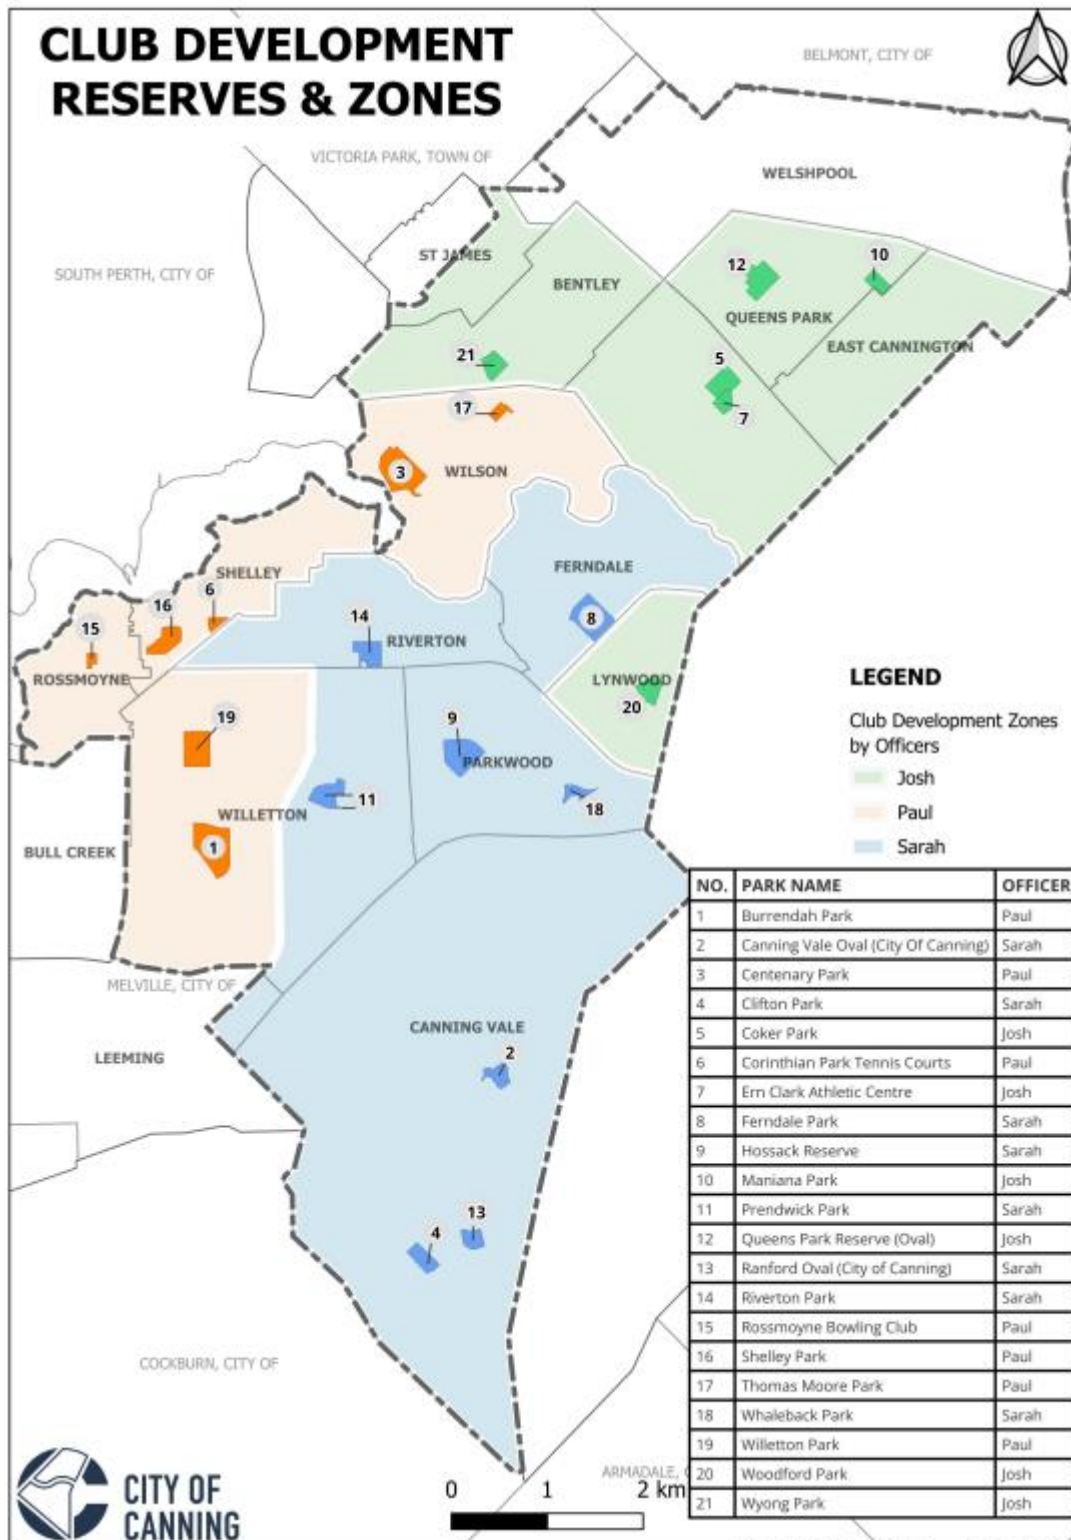 CLUB DEVELOPMENT
RESERVES & ZONES
BELMONT, CITY OF
VICTORIA PARK, TOWN OF
WELSHPOOL
SOUTH PERTH, CITY OF
ST JAMES
BENTLEY
12
10
QUEENS PARK
EAST CANNINGTON
21
5
7
17
3
WILSON
FERNDALE
SHELLEY
6
16
15
14
8
RIVERTON
ROSSMOYNE
LYNWOOD
20
19
9
PARKWOOD
11
18
WILLETTON
1
BULL CREEK
MELVILLE, CITY OF
LEEMING
CANNING VALE
2
13
4
COCKBURN, CITY OF
ARMADALE, C
LEGEND
Club Development Zones
by Officers
Josh
Paul
Sarah
NO. PARK NAME OFFICER
1 Burrendah Park Paul
2 Canning Vale Oval (City Of Canning) Sarah
3 Centenary Park Paul
4 Clifton Park Sarah
5 Coker Park Josh
6 Corinthian Park Tennis Courts Paul
7 Ern Clark Athletic Centre Josh
8 Ferndale Park Sarah
9 Hossack Reserve Sarah
10 Maniana Park Josh
11 Prendwick Park Sarah
12 Queens Park Reserve (Oval) Josh
13 Ranford Oval (City of Canning) Sarah
14 Riverton Park Sarah
15 Rossmoyne Bowling Club Paul
16 Shelley Park Paul
17 Thomas Moore Park Paul
18 Whaleback Park Sarah
19 Willetton Park Paul
20 Woodford Park Josh
21 Wyong Park Josh
0 1 2 km
CITY OF
CANNING